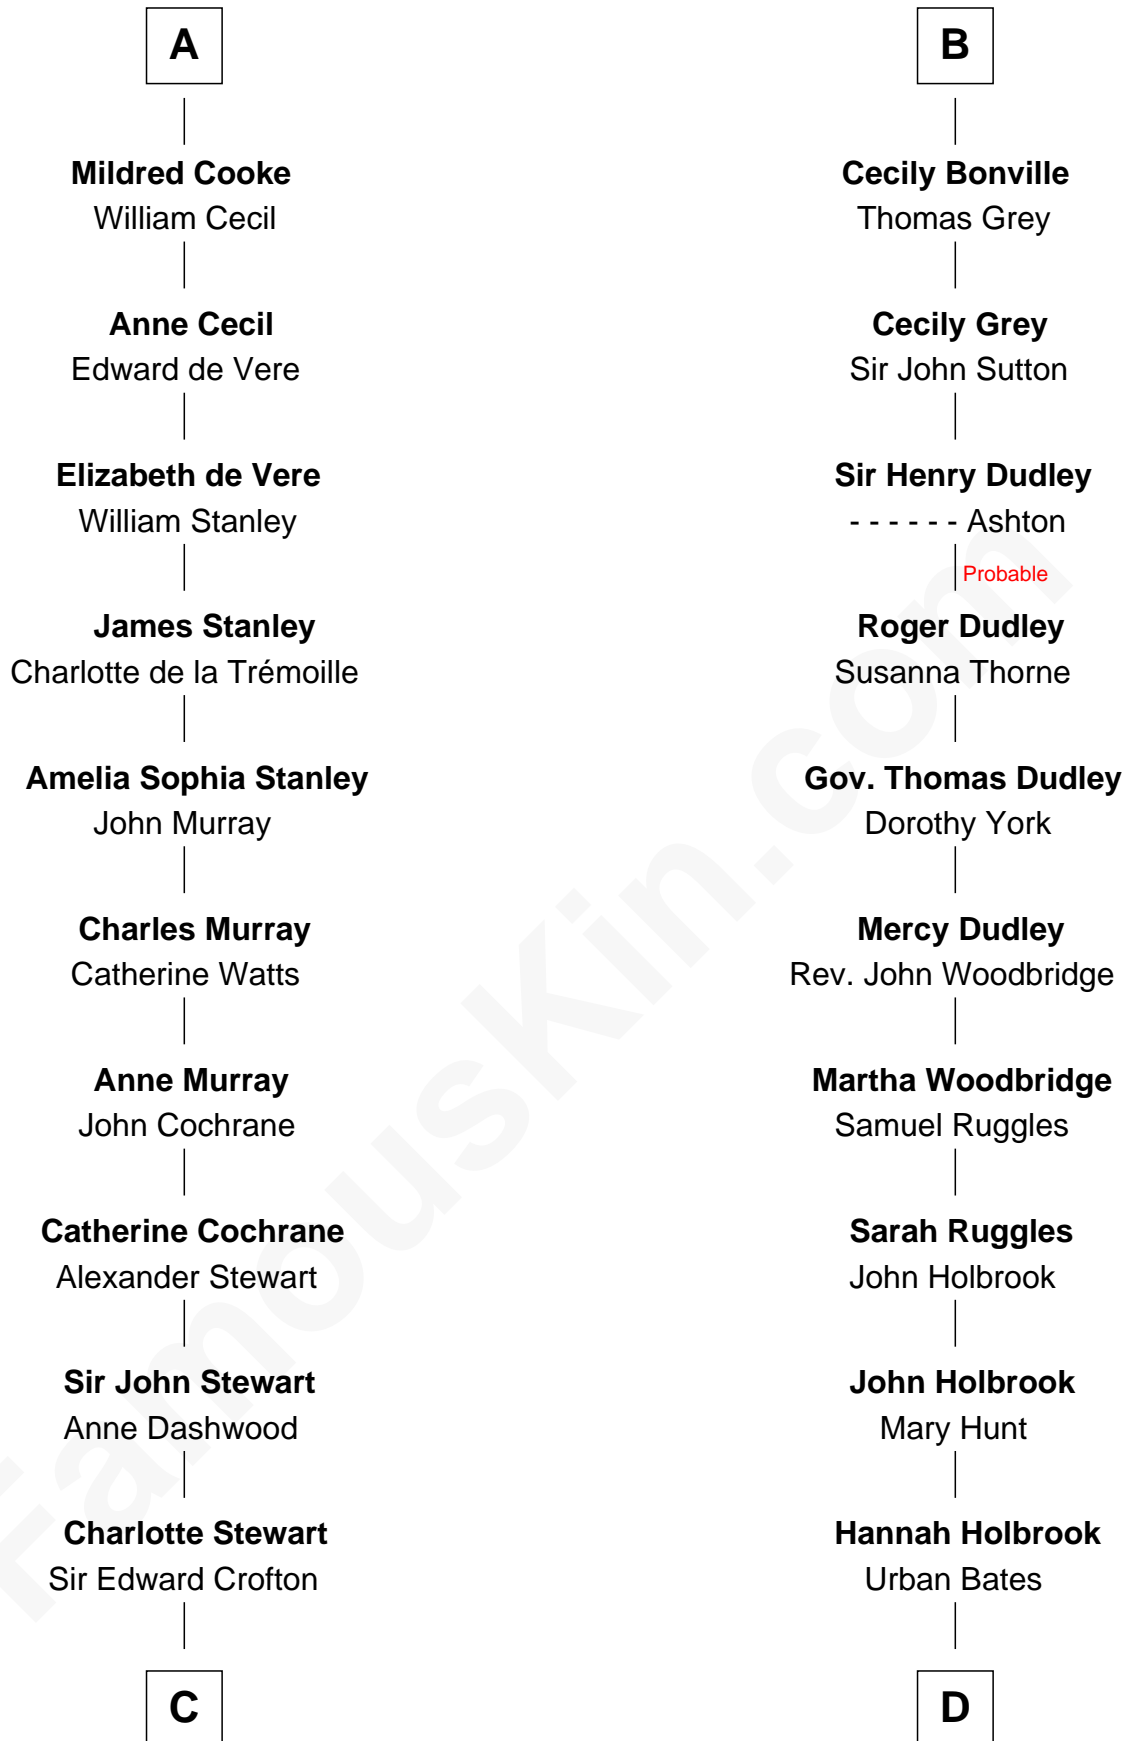 A
Mildred Cooke
William Cecil
Anne Cecil
Edward de Vere
Elizabeth de Vere
William Stanley
James Stanley
Charlotte de la Trémoille
Amelia Sophia Stanley
John Murray
Charles Murray
Catherine Watts
Anne Murray
John Cochrane
Catherine Cochrane
Alexander Stewart
Sir John Stewart
Anne Dashwood
Charlotte Stewart
Sir Edward Crofton
C
B
Cecily Bonville
Thomas Grey
Cecily Grey
Sir John Sutton
Sir Henry Dudley
- - - - - - Ashton
Probable
Roger Dudley
Susanna Thorne
Gov. Thomas Dudley
Dorothy York
Mercy Dudley
Rev. John Woodbridge
Martha Woodbridge
Samuel Ruggles
Sarah Ruggles
John Holbrook
John Holbrook
Mary Hunt
Hannah Holbrook
Urban Bates
D
FamousKin.com